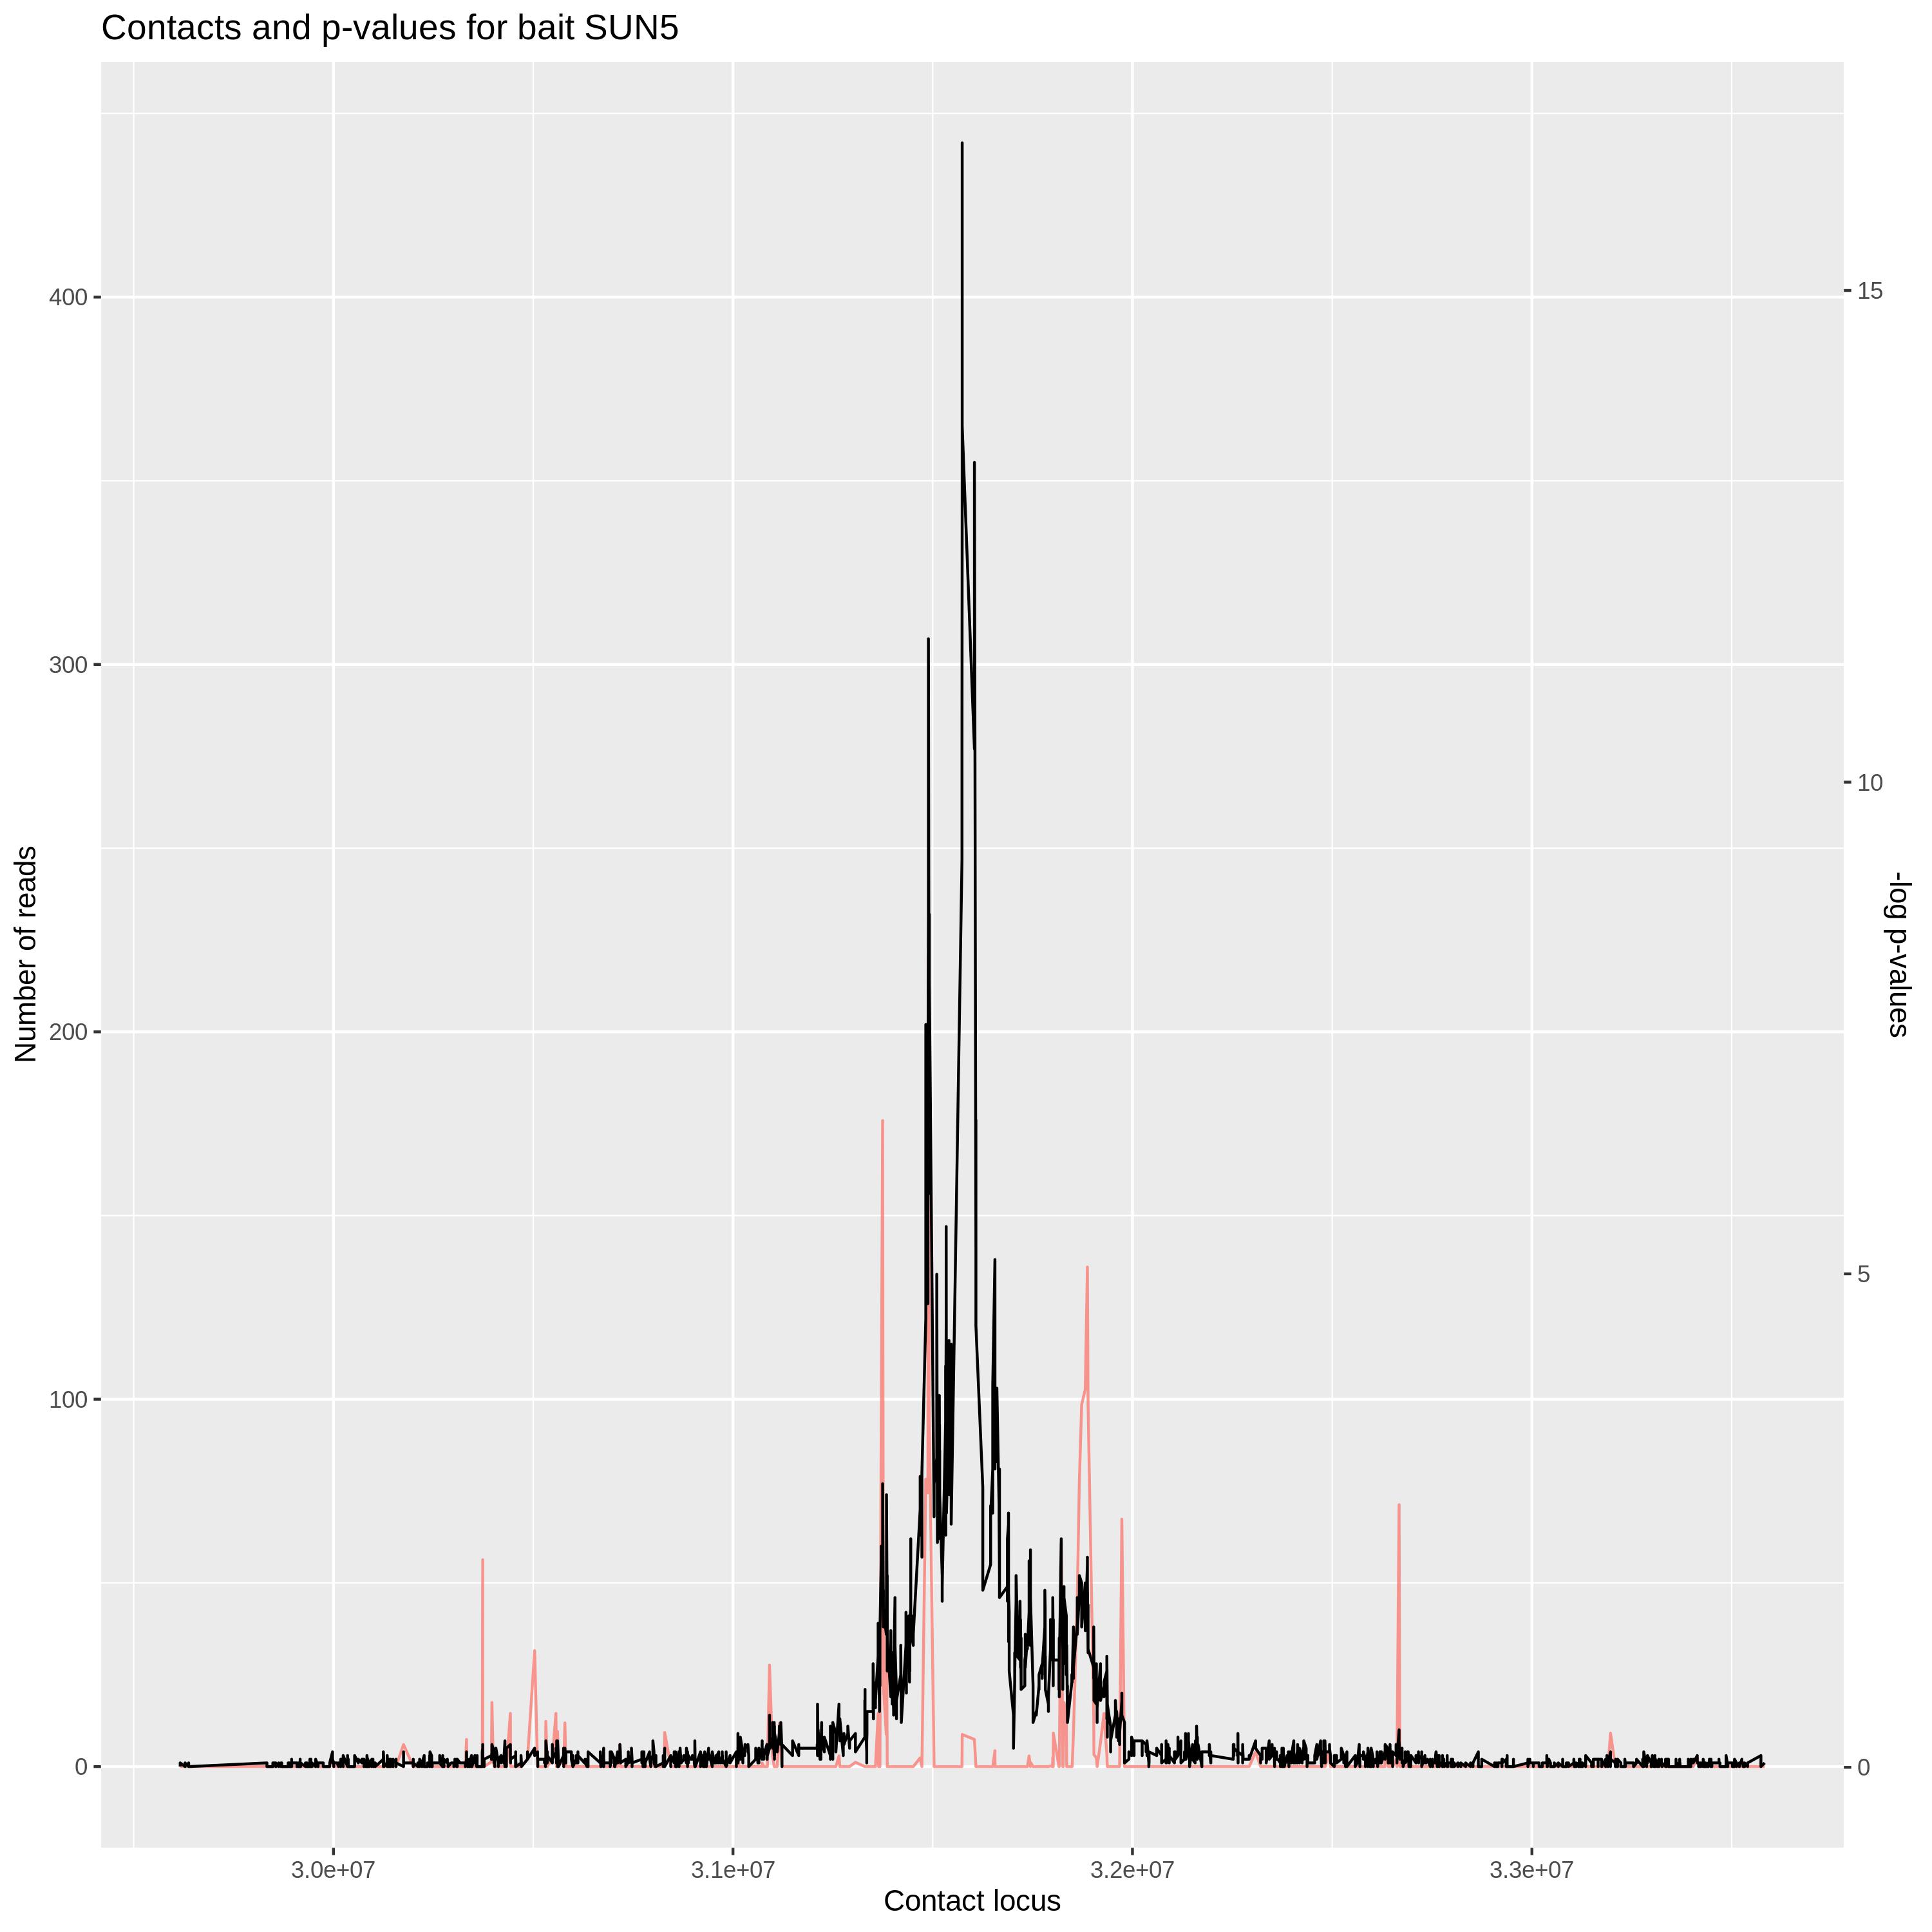 Contacts and p-values for bait SUN5
Number of reads
400
300
200
100
0
15
10
5
0
-log p-values
3.0e+07
3.1e+07
3.2e+07
3.3e+07
Contact locus